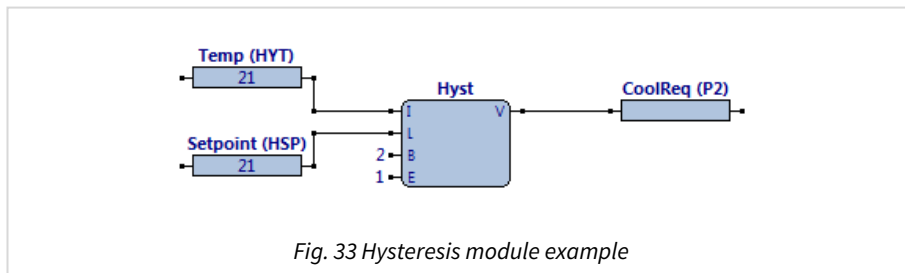 Temp (HYT)
21
Hyst
CoolReq (P2)
I
V
L
Setpoint (HSP)
21
2
B
1
E
Fig. 33 Hysteresis module example